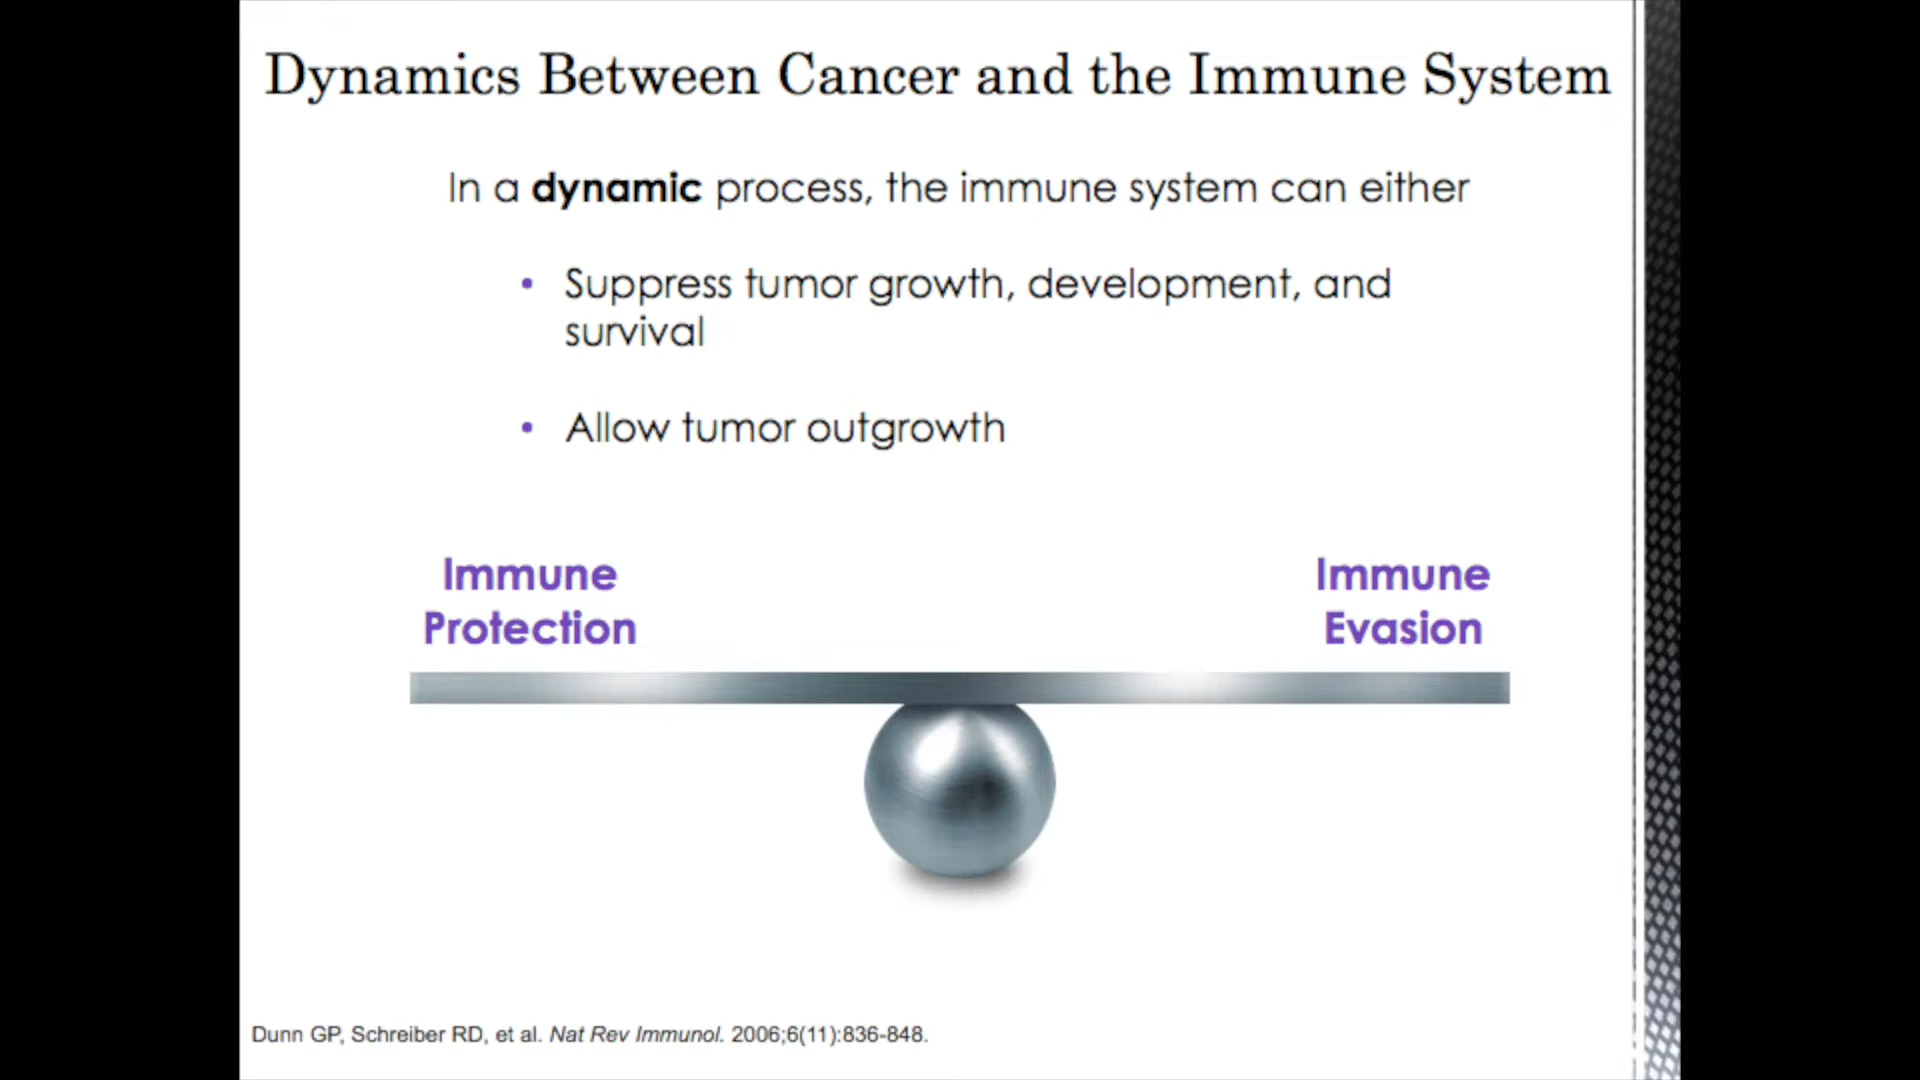 Dynamics Between Cancer and the Immune System
In a dynamic process, the immune system can either
• Suppress tumor growth, development, and
survival
• Allow tumor outgrowth
Immune
Protection
Immune
Evasion
Dunn GP, Schreiber RD, et al. Nat Rev Immunol. 2006;6(11):836-848.